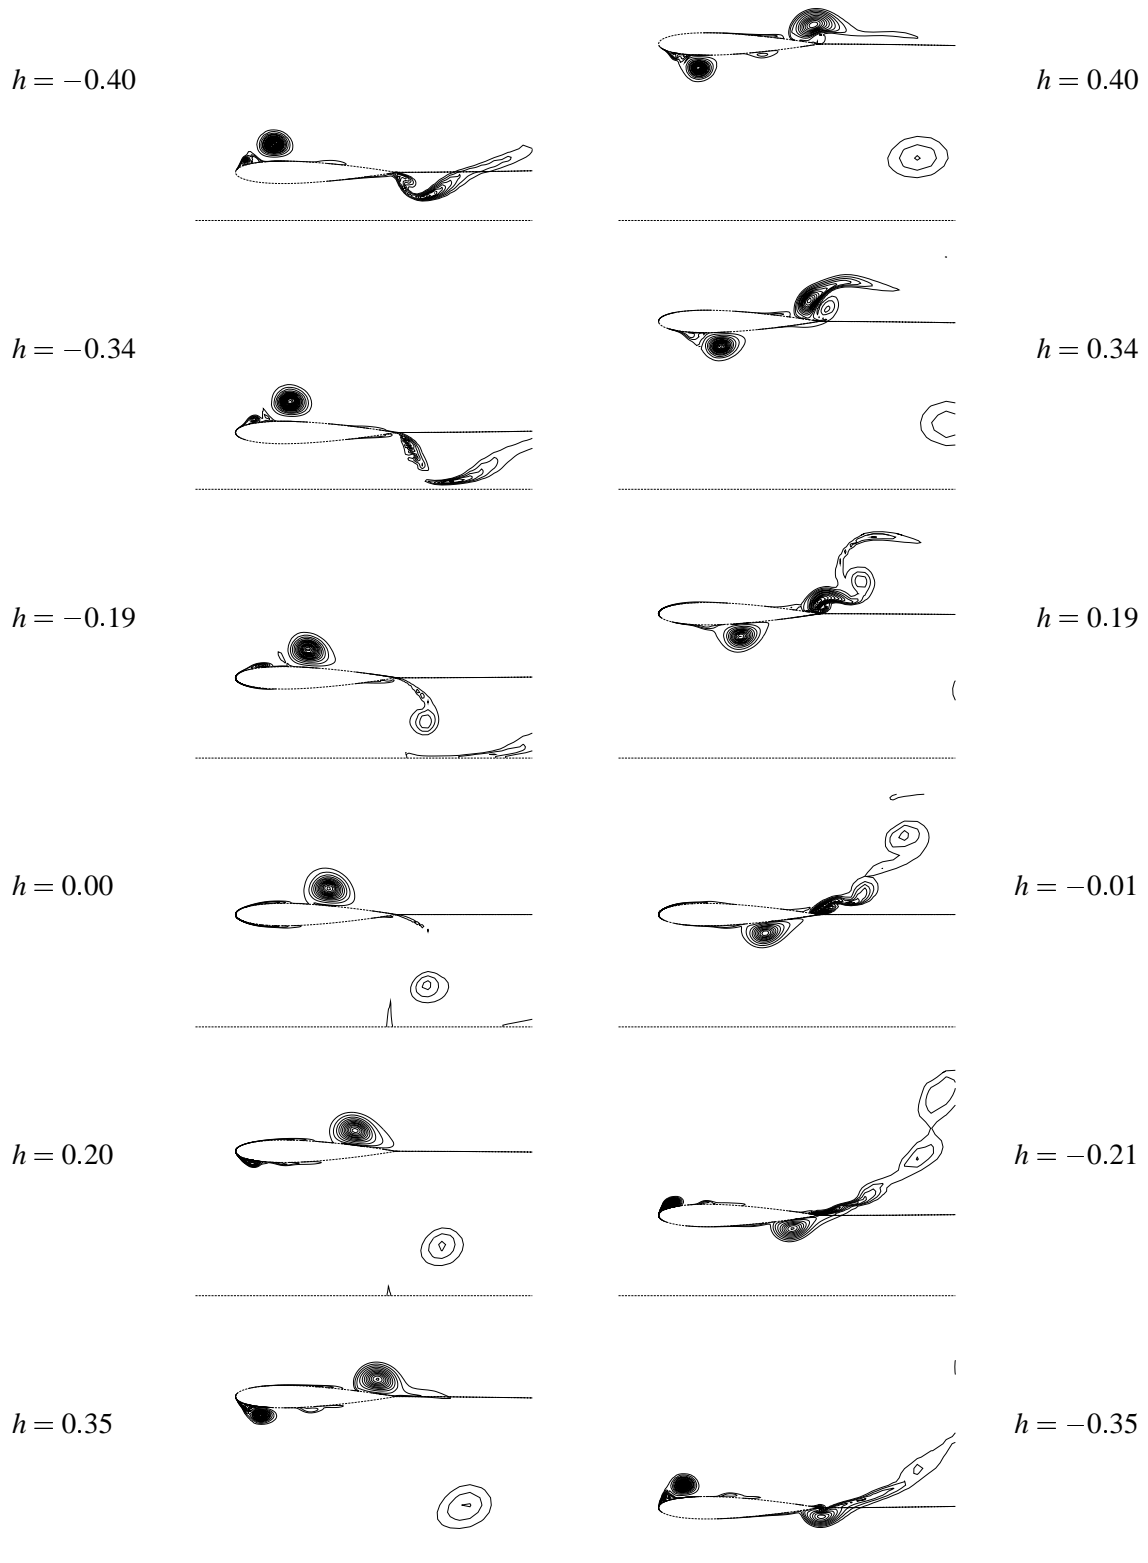 h = −0.40
h = 0.40
h = −0.34
h = 0.34
h = −0.19
h = 0.19
h = 0.00
h = −0.01
h = 0.20
h = −0.21
h = 0.35
h = −0.35